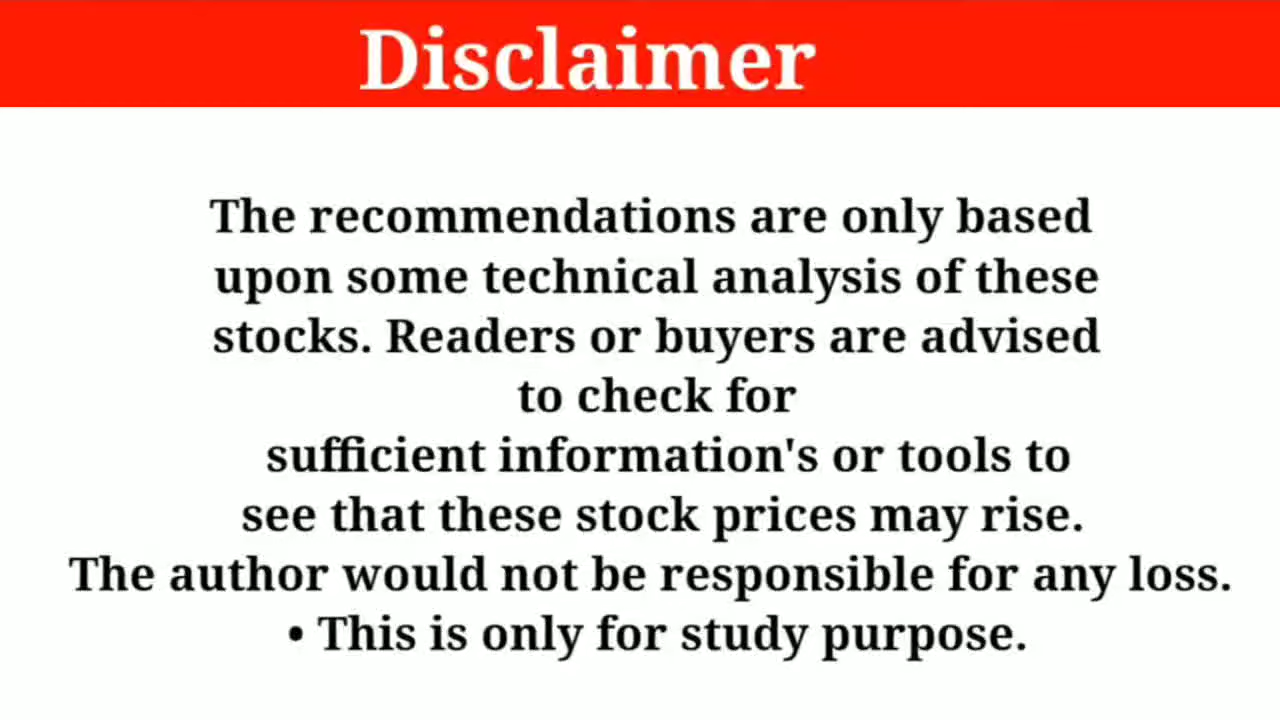 Disclaimer
The recommendations are only based
upon some technical analysis of these
stocks. Readers or buyers are advised
to check for
sufficient information's or tools to
see that these stock prices may rise.
The author would not be responsible for any loss.
• This is only for study purpose.